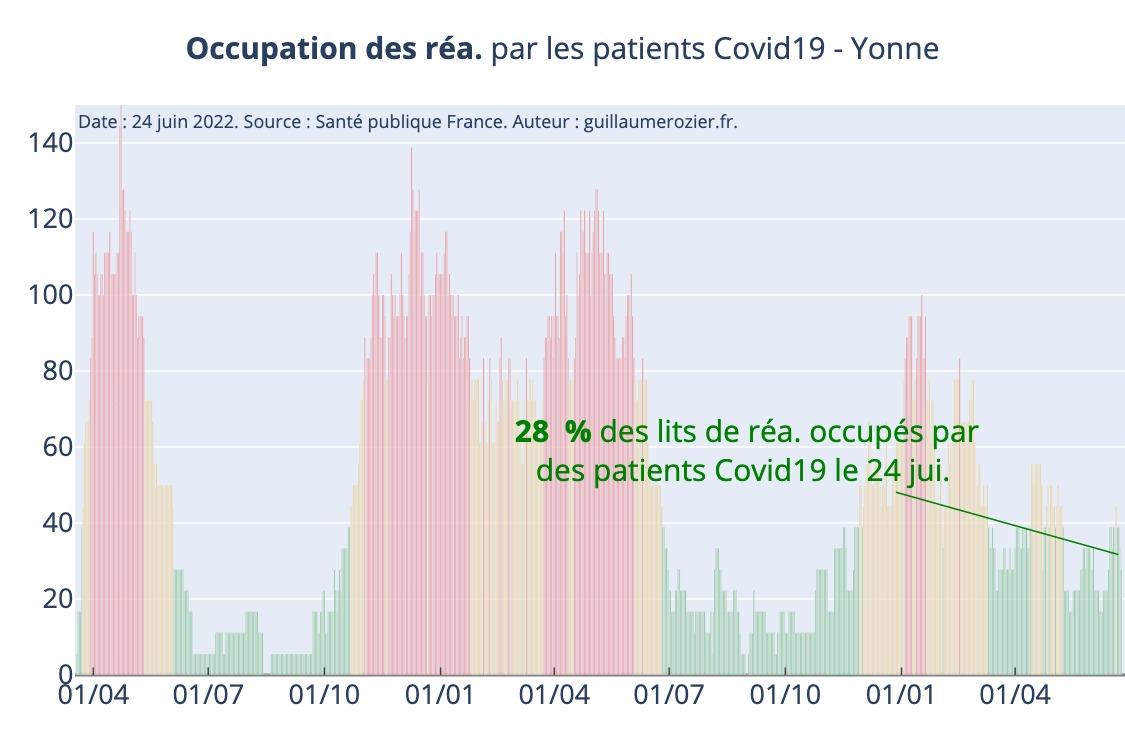 Occupation des réa. par les patients Covid19 - Yonne
Date : 24 juin 2022. Source : Santé publique France. Auteur : guillaumerozier.fr.
140
120
100
80
60
40
20
0
28 % des lits de réa. occupés par
des patients Covid19 le 24 jui.
01/04 01/07 01/10 01/01 01/04 01/07 01/10 01/01 01/04